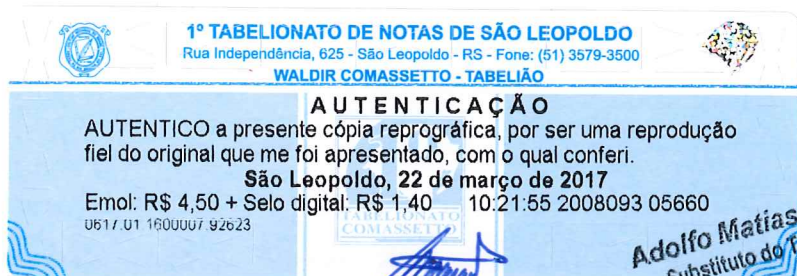 1º TABELIONATO DE NOTAS DE SÃO LEOPOLDO
Rua Independência, 625 - São Leopoldo - RS - Fone: (51) 3579-3500
WALDIR COMASSETTO - TABELIÃO
AUTENTICAÇÃO
AUTENTICO a presente cópia reprográfica, por ser uma reprodução
fiel do original que me foi apresentado, com o qual conferi.
São Leopoldo, 22 de março de 2017
Emol: R$ 4,50 + Selo digital: R$ 1,40 10:21:55 2008093 05660
0617.01.1600007.92623
TABELIONATO
COMASSETTO
Adolfo Matias
Substituto do T